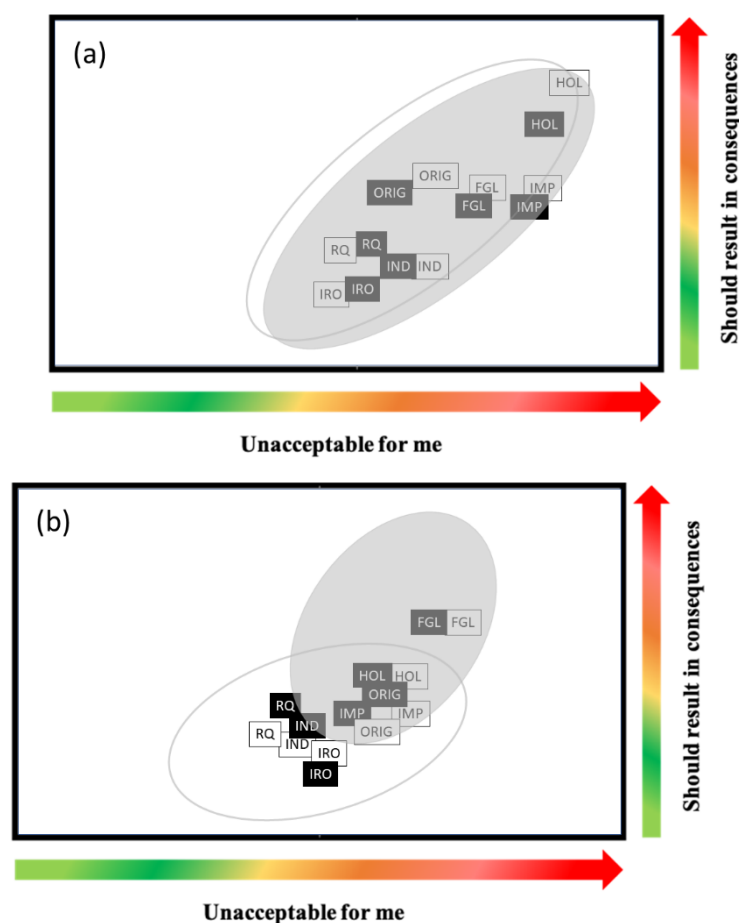 (a)
HOL
HOL
ORIG
ORIG
FGL
IMP
FGL
IMP
RQ
RQ
IND
IND
IRO
IRO
Should result in consequences
Unacceptable for me
(b)
FGL
FGL
HOL
HOL
ORIG
RQ
IMP
IMP
IND
ORIG
RQ
IND
IRO
IRO
Should result in consequences
Unacceptable for me